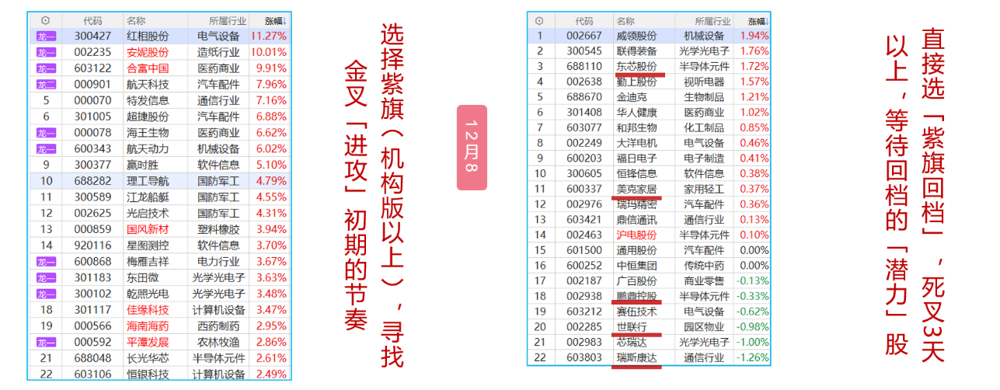 代码 名称 所属行业 涨幅↓
龙一 300427 红相股份 电气设备 11.27%
龙一 002235 安妮股份 造纸行业 10.01%
龙一 603122 合富中国 医药商业 9.91%
龙二 000901 航天科技 汽车配件 7.96%
5 000070 特发信息 通信行业 7.16%
6 301005 超捷股份 汽车配件 6.88%
龙一 000078 海王生物 医药商业 6.62%
龙一 600343 航天动力 机械设备 6.02%
9 300377 赢时胜 软件信息 5.10%
10 688282 理工导航 国防军工 4.79%
11 300589 江龙船艇 国防军工 4.55%
12 002625 光启技术 国防军工 4.31%
13 000859 国风新材 塑料橡胶 3.94%
14 920116 星图测控 软件信息 3.70%
龙一 600868 梅雁吉祥 电力行业 3.67%
龙一 301183 东田微 光学光电子 3.63%
龙一 300102 乾照光电 光学光电子 3.48%
18 301117 佳缘科技 计算机设备 3.47%
19 000566 海南海药 西药制药 2.95%
龙一 000592 平潭发展 农林牧渔 2.86%
21 688048 长光华芯 半导体元件 2.61%
22 603106 恒银科技 计算机设备 2.49%
选择紫旗（机构版以上），寻找
金叉「进攻」初期的节奏
12月8
代码 名称 所属行业 涨幅↓
1 002667 威领股份 机械设备 1.94%
2 300545 联得装备 光学光电子 1.76%
3 688110 东芯股份 半导体元件 1.72%
4 002638 勤上股份 视听电器 1.57%
5 688670 金迪克 生物制品 1.21%
6 301408 华人健康 医药商业 1.02%
7 603077 和邦生物 化工制品 0.85%
8 002249 大洋电机 电气设备 0.46%
9 600203 福日电子 电子制造 0.41%
10 300605 恒锋信息 软件信息 0.38%
11 600337 美克家居 家用轻工 0.37%
12 002976 瑞玛精密 汽车配件 0.36%
13 603421 鼎信通讯 通信行业 0.13%
14 002463 沪电股份 半导体元件 0.10%
15 601500 通用股份 汽车配件 0.00%
16 600252 中恒集团 传统中药 0.00%
17 002187 广百股份 商业零售 -0.13%
18 002938 鹏鼎控股 半导体元件 -0.33%
19 603212 赛伍技术 电气设备 -0.62%
20 002285 世联行 园区物业 -0.98%
21 002983 芯瑞达 光学光电子 -1.00%
22 603803 瑞斯康达 通信行业 -1.26%
直接选「紫旗回档」，死叉3天
以上，等待回档的「潜力」股